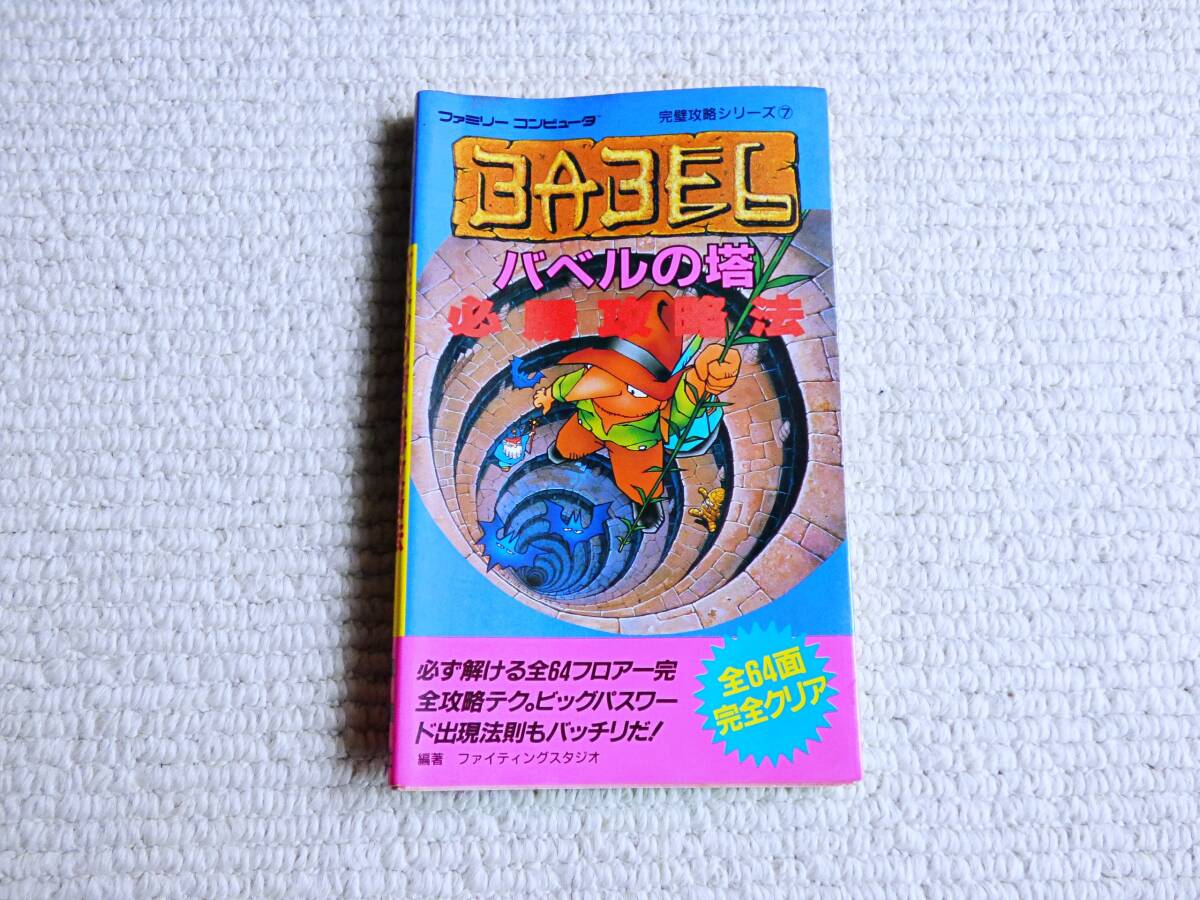 ファミリー コンピュータ™
完璧攻略シリーズ⑦
BABEL
バベルの塔
必勝攻略法
必ず解ける全64フロアー完
全攻略テク。ビッグパスワー
ド出現法則もバッチリだ!
編著 ファイティングスタジオ
全64面
完全クリア